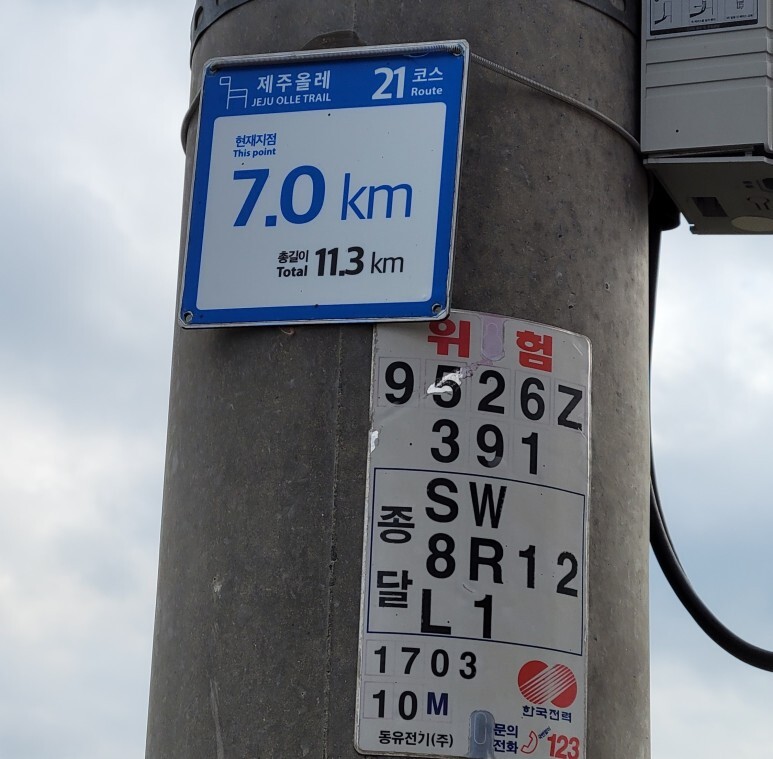 제주올레 21 코스
JEJU OLLE TRAIL Route
현재지점
This point
7.0 km
총길이
Total 11.3 km
위험
9526Z
391
종달
SW
8R12
L1
1703
10M
한국전력
동유전기(주)
문의
전화 123